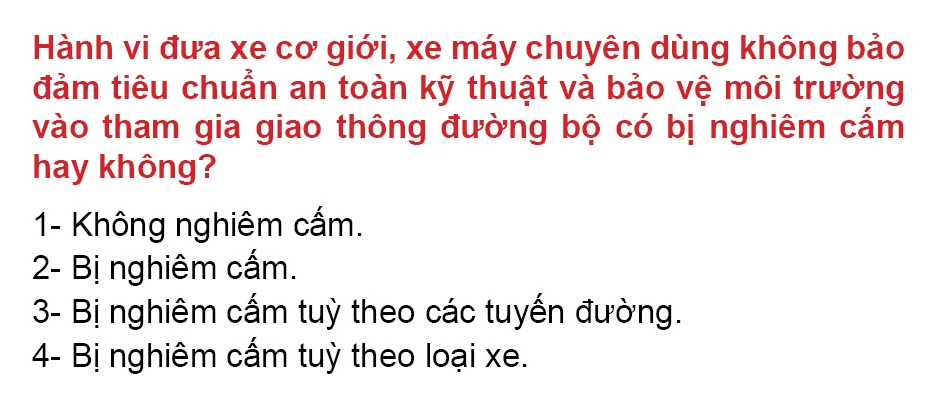 Hành vi đưa xe cơ giới, xe máy chuyên dùng không bảo
đảm tiêu chuẩn an toàn kỹ thuật và bảo vệ môi trường
vào tham gia giao thông đường bộ có bị nghiêm cấm
hay không?
1- Không nghiêm cấm.
2- Bị nghiêm cấm.
3- Bị nghiêm cấm tuỳ theo các tuyến đường.
4- Bị nghiêm cấm tuỳ theo loại xe.